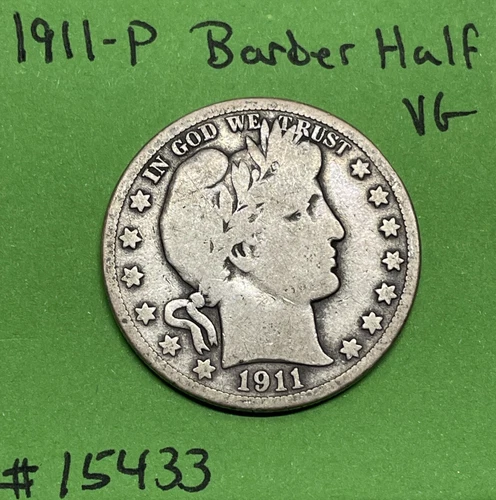 1911-P Barber Half
VG
IN GOD WE TRUST
1911
# 15433